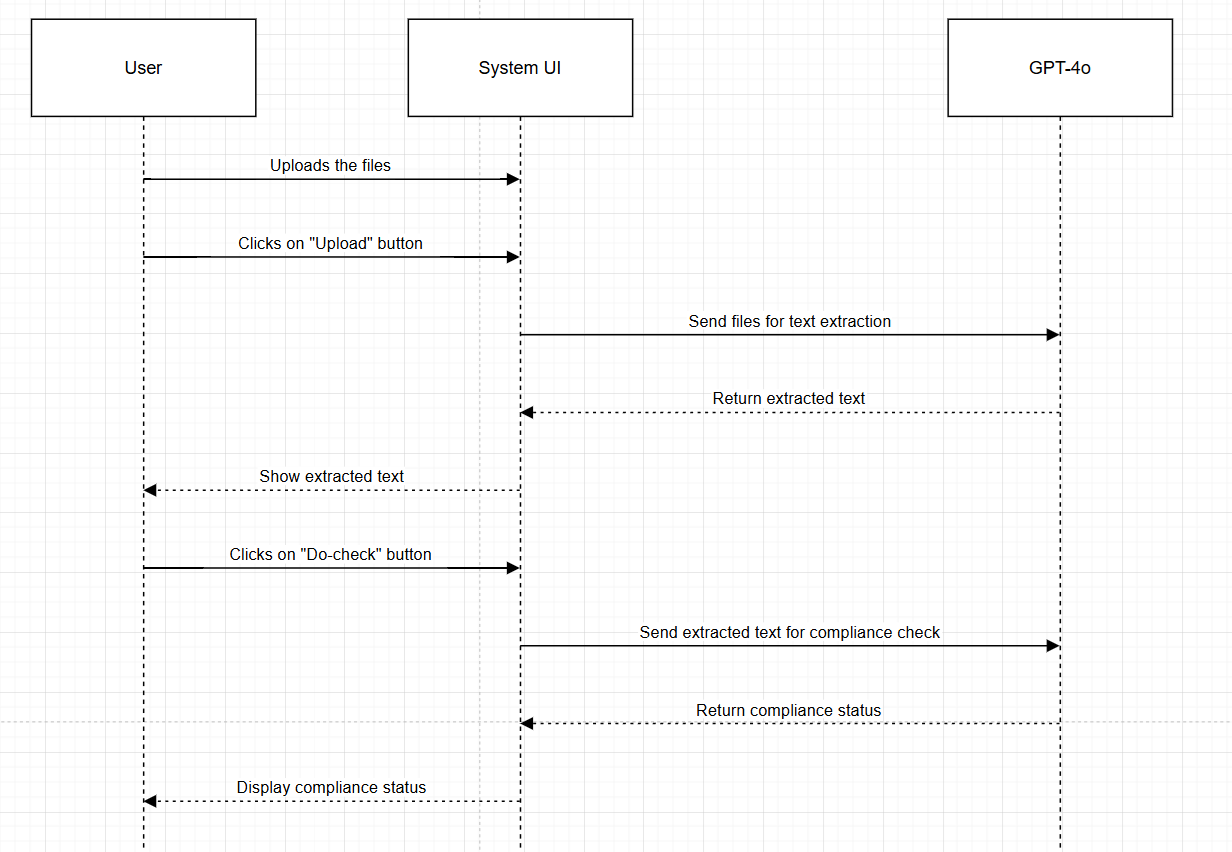 User
System UI
GPT-4o
Uploads the files
Clicks on "Upload" button
Send files for text extraction
Return extracted text
Show extracted text
Clicks on "Do-check" button
Send extracted text for compliance check
Return compliance status
Display compliance status